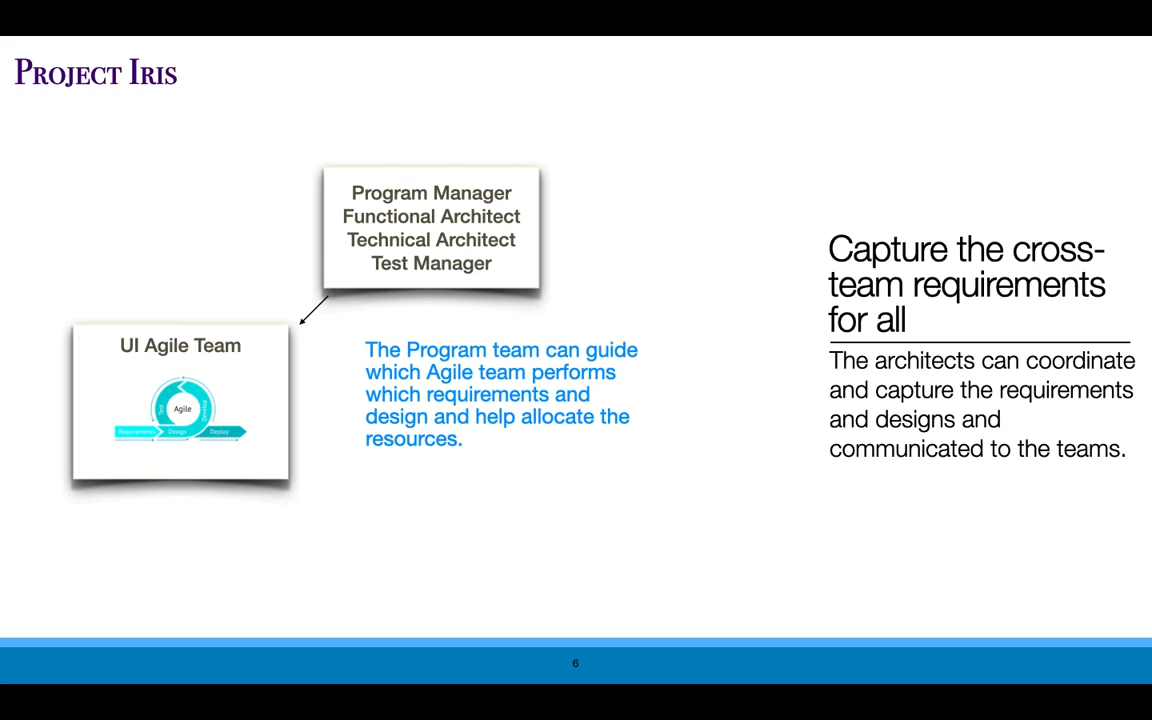 PROJECT IRIS
Program Manager
Functional Architect
Technical Architect
Test Manager
UI Agile Team
Test
Agile
Develop
Requirements
Design
Deploy
The Program team can guide
which Agile team performs
which requirements and
design and help allocate the
resources.
Capture the cross-
team requirements
for all
The architects can coordinate
and capture the requirements
and designs and
communicated to the teams.
6